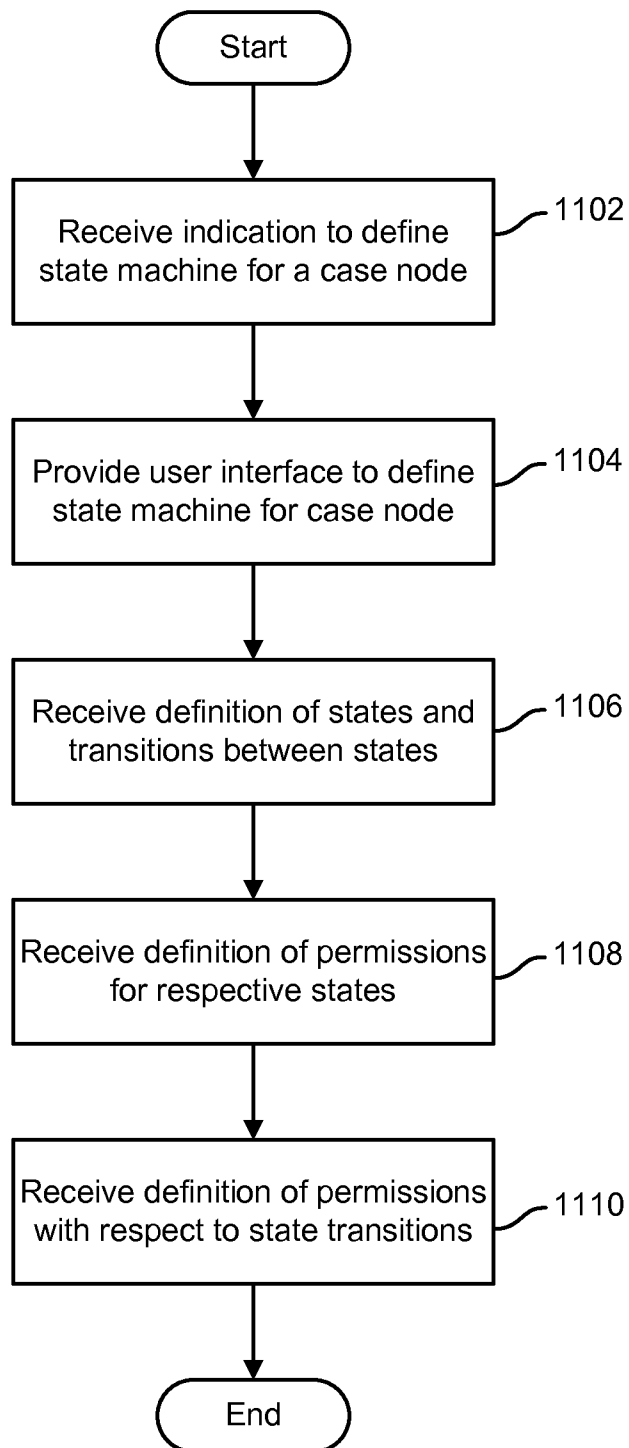 Start
Receive indication to define
state machine for a case node
1102
Provide user interface to define
state machine for case node
1104
Receive definition of states and
transitions between states
1106
Receive definition of permissions
for respective states
1108
Receive definition of permissions
with respect to state transitions
1110
End